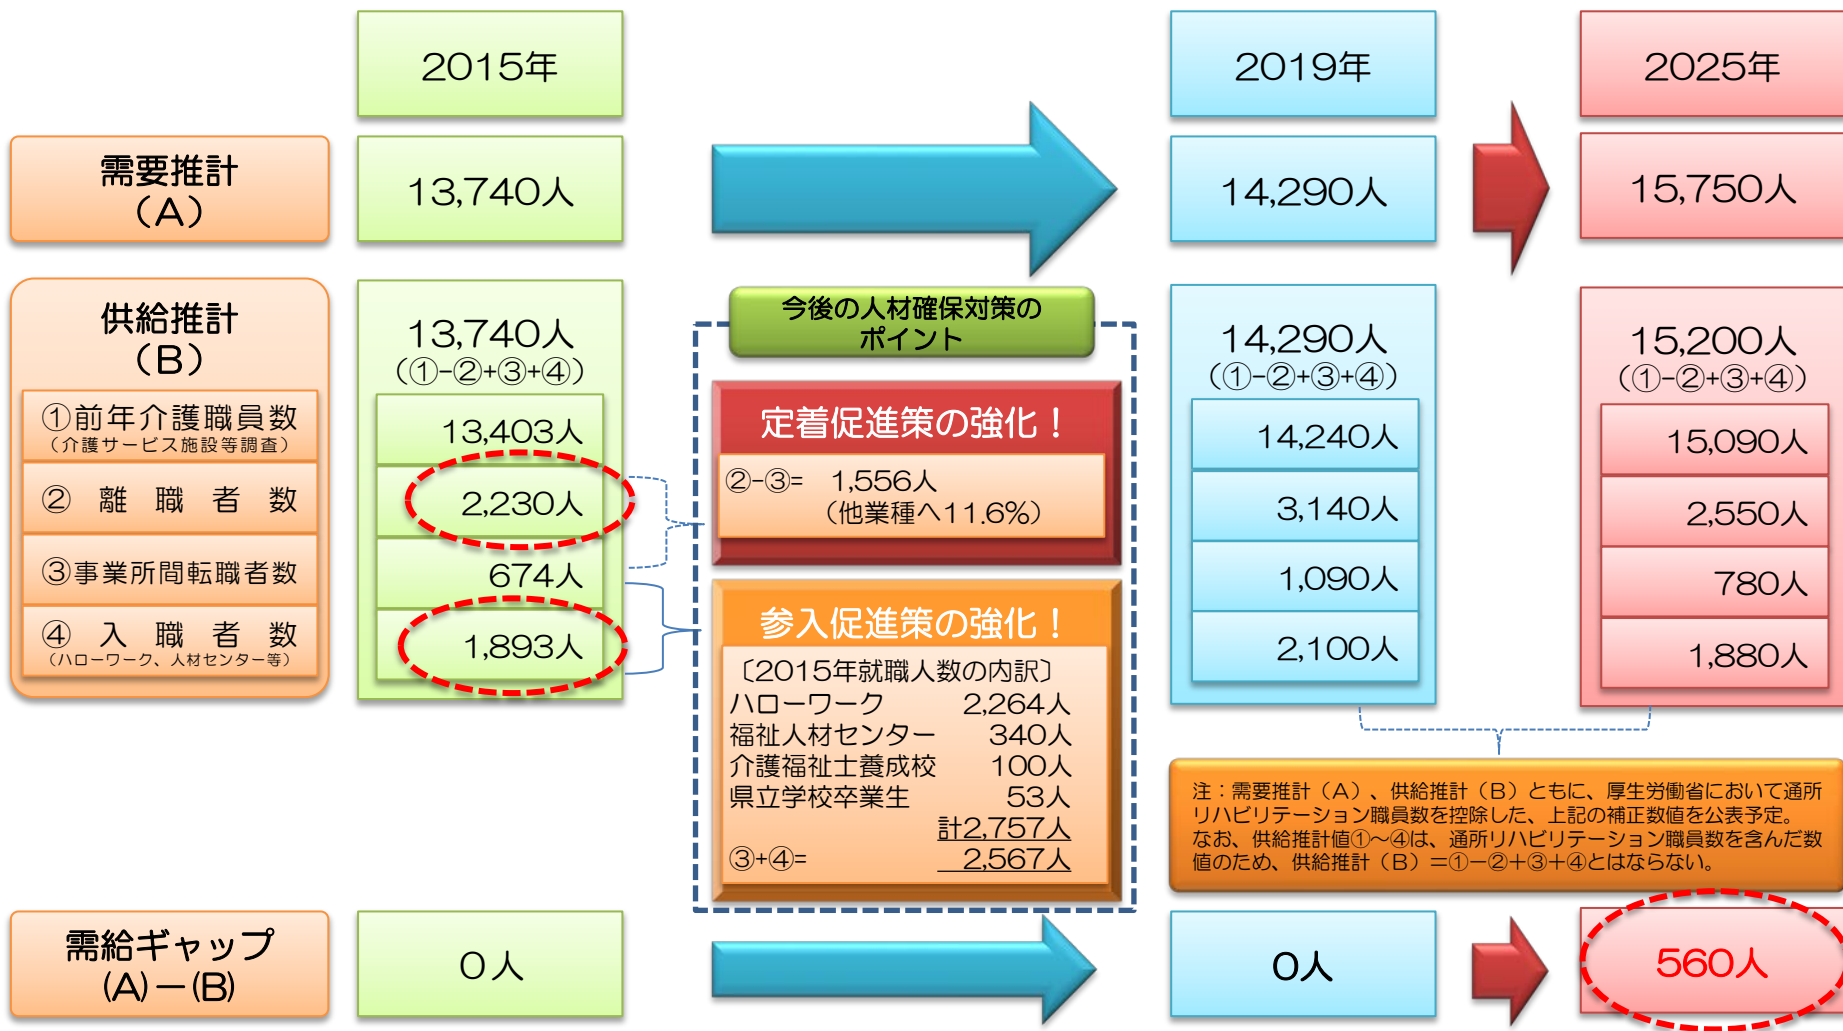 2015年
2019年
2025年
需要推計
（A）
13,740人
14,290人
15,750人
供給推計
（B）
①前年介護職員数
（介護サービス施設等調査）
② 離 職 者 数
③事業所間転職者数
④ 入 職 者 数
（ハローワーク、人材センター等）
13,740人
（①-②+③+④）
13,403人
2,230人
674人
1,893人
今後の人材確保対策の
ポイント
定着促進策の強化！
②-③= 1,556人
（他業種へ11.6%）
参入促進策の強化！
〔2015年就職人数の内訳〕
ハローワーク 2,264人
福祉人材センター 340人
介護福祉士養成校 100人
県立学校卒業生 53人
計2,757人
③+④= 2,567人
14,290人
（①-②+③+④）
14,240人
3,140人
1,090人
2,100人
15,200人
（①-②+③+④）
15,090人
2,550人
780人
1,880人
注：需要推計（A）、供給推計（B）ともに、厚生労働省において通所
リハビリテーション職員数を控除した、上記の補正数値を公表予定。
なお、供給推計値①～④は、通所リハビリテーション職員数を含んだ数
値のため、供給推計（B）＝①－②＋③＋④とはならない。
需給ギャップ
(A)－(B)
０人
0人
560人